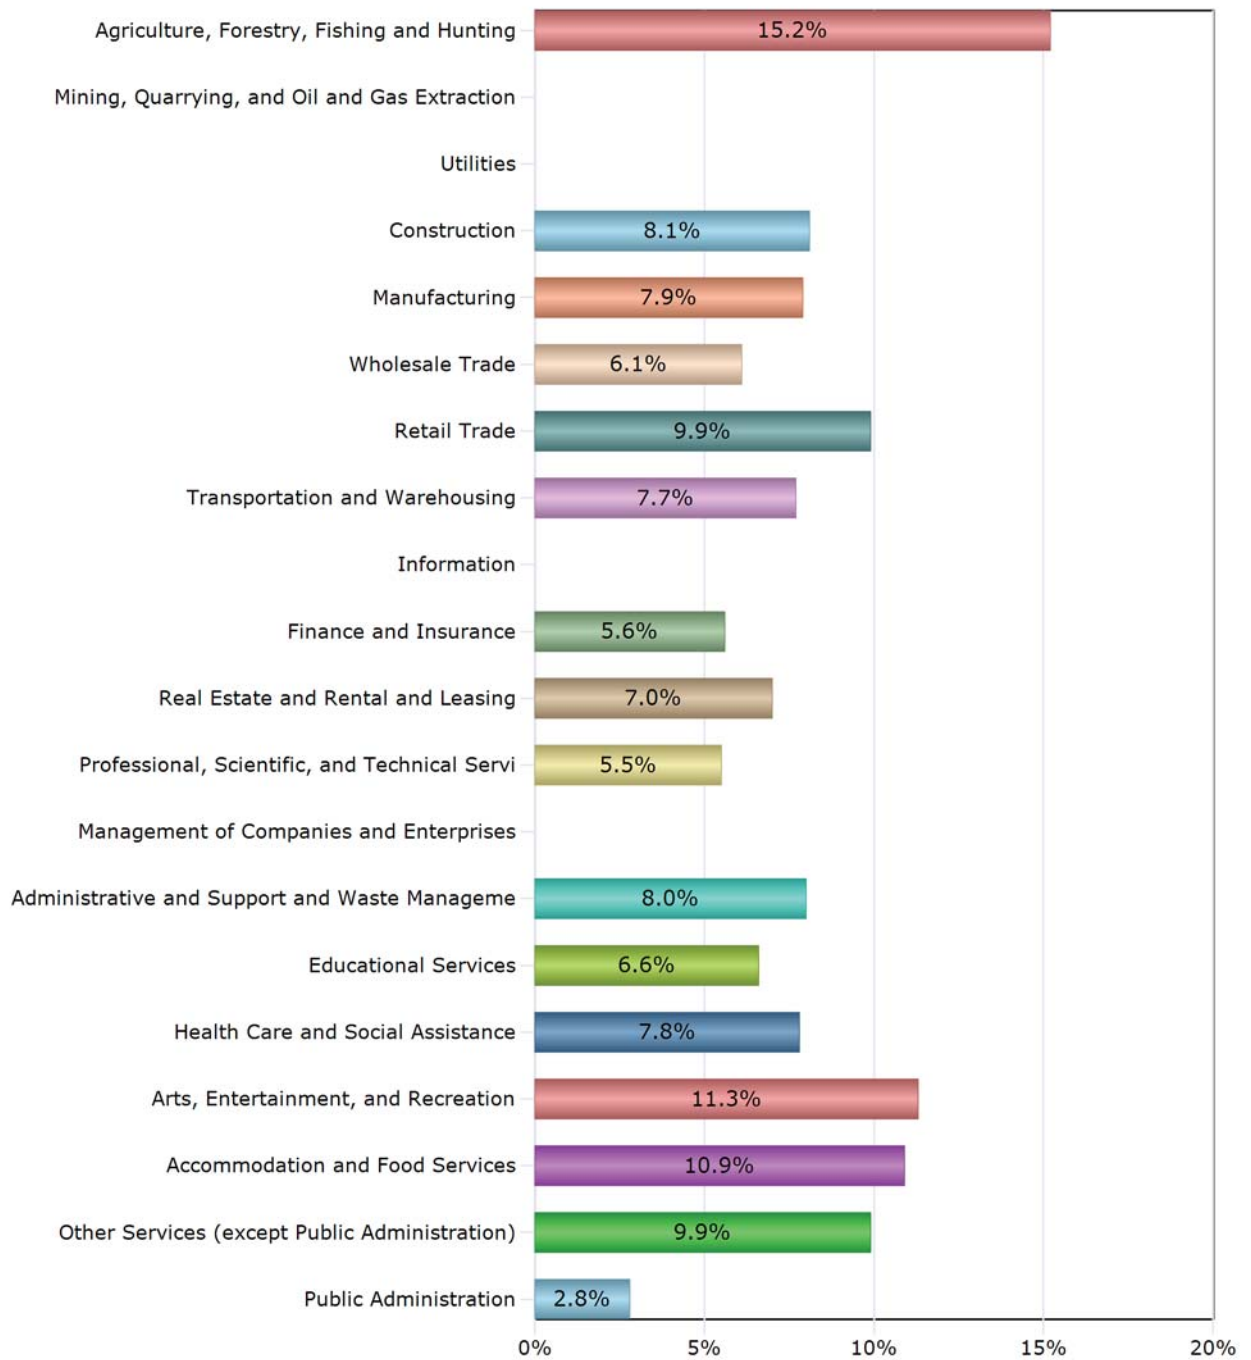 Agriculture, Forestry, Fishing and Hunting 15.2%
Mining, Quarrying, and Oil and Gas Extraction
Utilities
Construction 8.1%
Manufacturing 7.9%
Wholesale Trade 6.1%
Retail Trade 9.9%
Transportation and Warehousing 7.7%
Information
Finance and Insurance 5.6%
Real Estate and Rental and Leasing 7.0%
Professional, Scientific, and Technical Servi 5.5%
Management of Companies and Enterprises
Administrative and Support and Waste Manageme 8.0%
Educational Services 6.6%
Health Care and Social Assistance 7.8%
Arts, Entertainment, and Recreation 11.3%
Accommodation and Food Services 10.9%
Other Services (except Public Administration) 9.9%
Public Administration 2.8%
0% 5% 10% 15% 20%